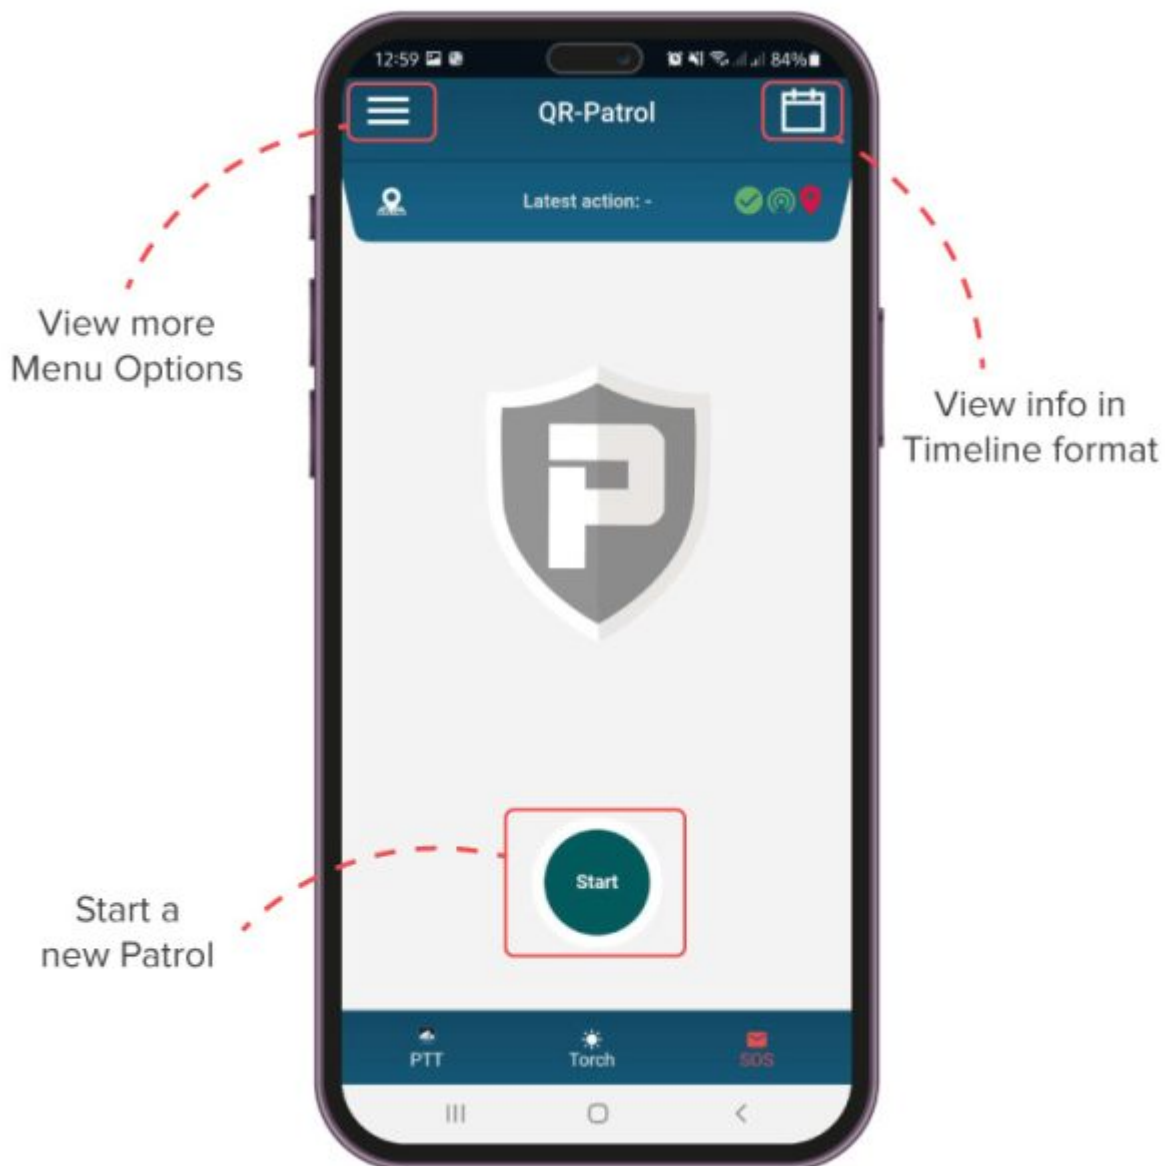 12:59
84%
QR-Patrol
Latest action: -
View more
Menu Options
View info in
Timeline format
Start
Start a
new Patrol
PTT
Torch
SOS